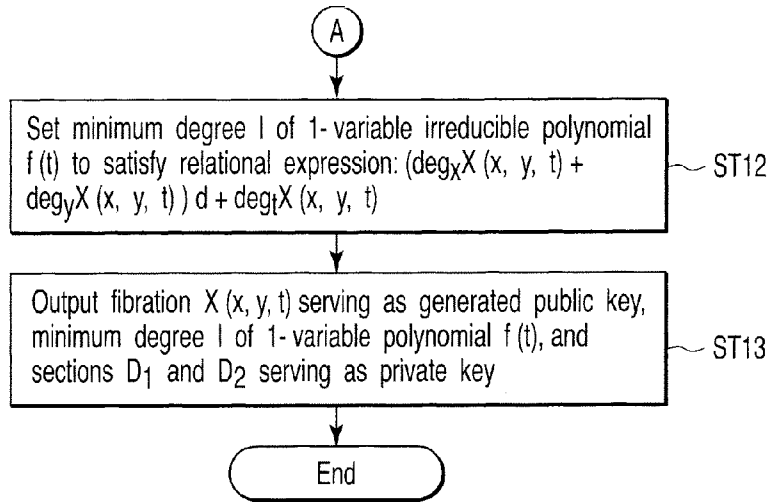 A
Set minimum degree l of 1-variable irreducible polynomial
f(t) to satisfy relational expression: (degxX(x, y, t) +
degyX(x, y, t)) d + degtX(x, y, t)
ST12
Output fibration X(x, y, t) serving as generated public key,
minimum degree l of 1-variable polynomial f(t), and
sections D1 and D2 serving as private key
ST13
End